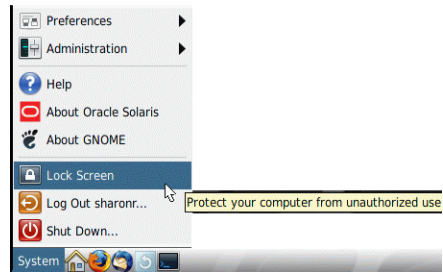 Preferences
Administration
Help
About Oracle Solaris
About GNOME
Lock Screen
Log Out sharonr...
Protect your computer from unauthorized use
Shut Down...
System